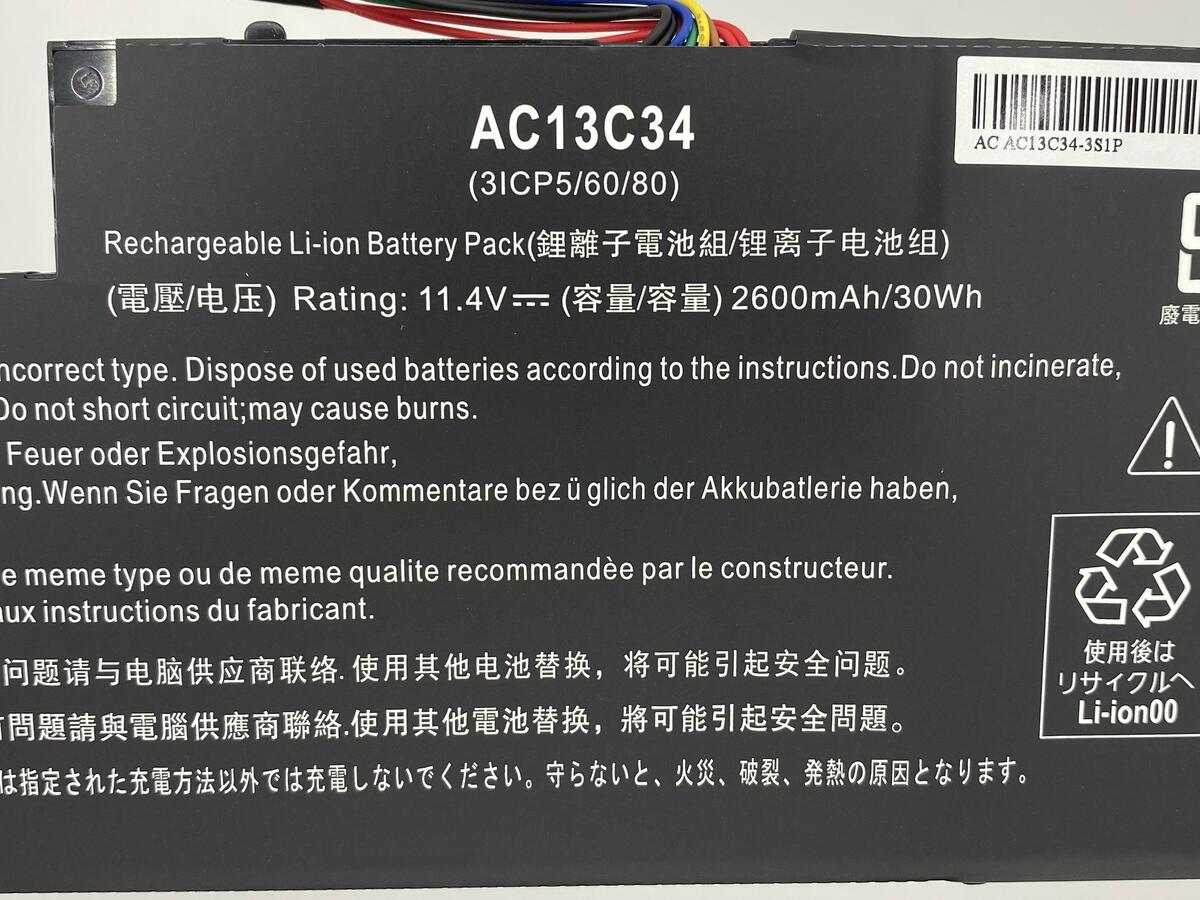 AC13C34
(3ICP5/60/80)
AC AC13C34-3S1P
Rechargeable Li-ion Battery Pack(鋰離子電池組/锂离子电池组)
(電壓/电压) Rating: 11.4V⎓ (容量/容量) 2600mAh/30Wh
廢電
ncorrect type. Dispose of used batteries according to the instructions.Do not incinerate,
Do not short circuit;may cause burns.
Feuer oder Explosionsgefahr,
ng.Wenn Sie Fragen oder Kommentare bez ü glich der Akkubatlerie haben,
e meme type ou de meme qualite recommandèe par le constructeur.
aux instructions du fabricant.
问题请与电脑供应商联络.使用其他电池替换，将可能引起安全问题。
有問題請與電腦供應商聯絡.使用其他電池替換，將可能引起安全問題。
は指定された充電方法以外では充電しないでください。守らないと、火災、破裂、発熱の原因となります。
使用後は
リサイクルへ
Li-ion00